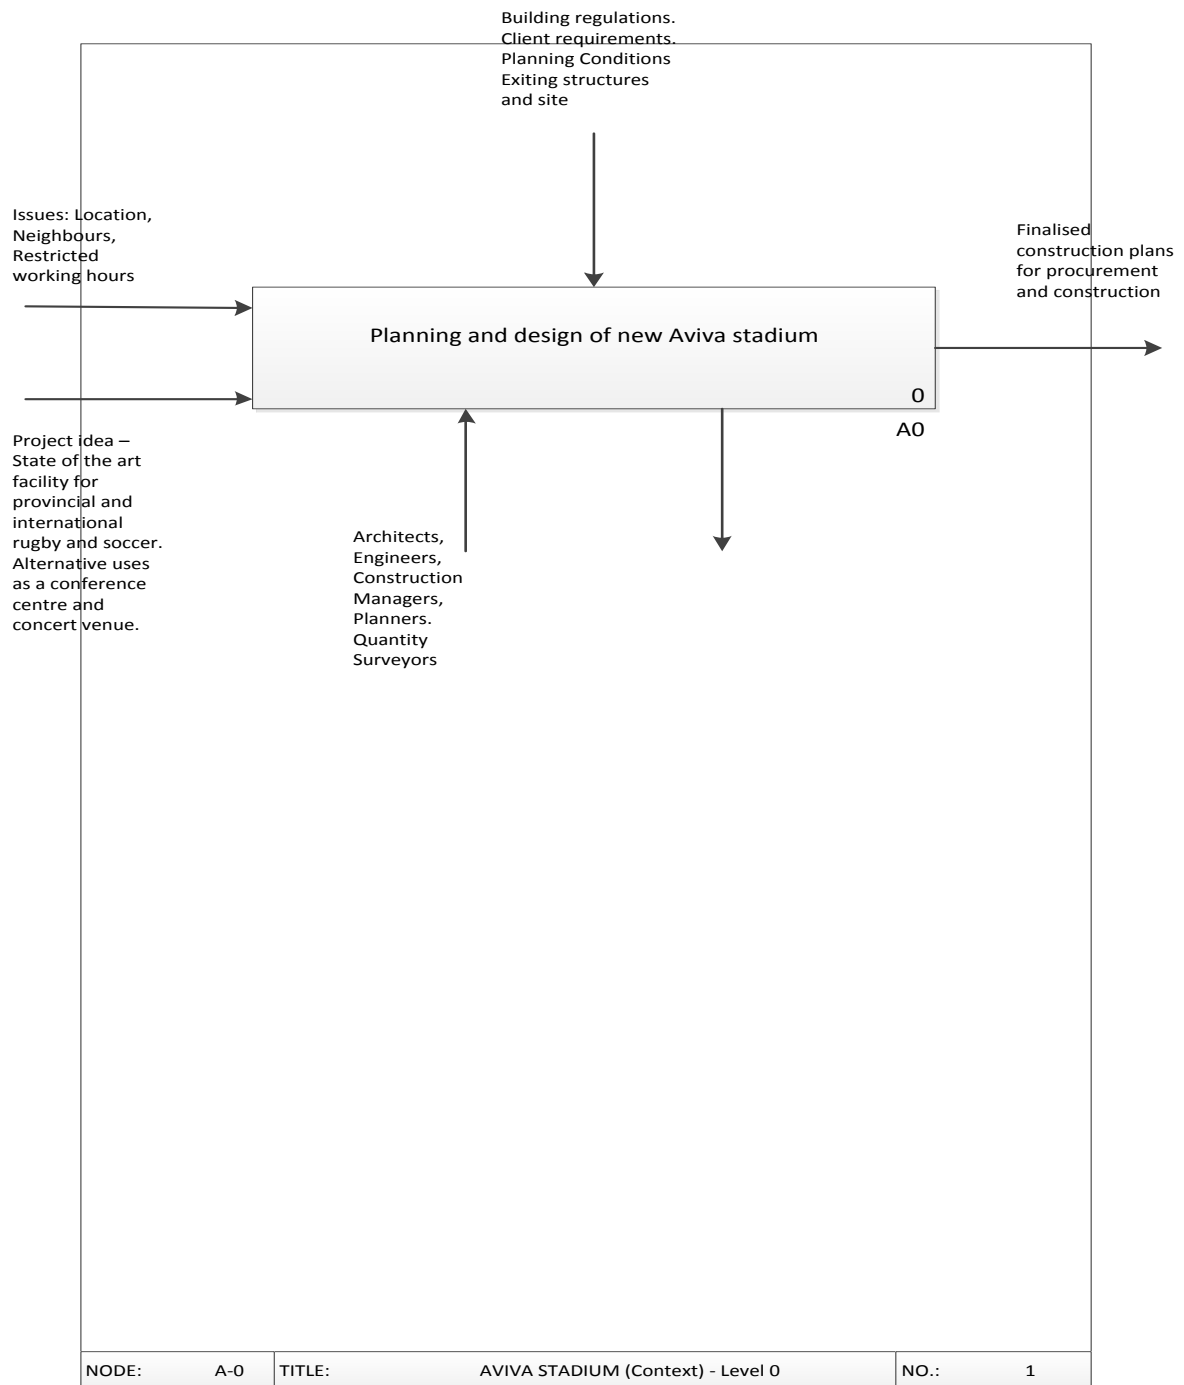 Building regulations.
Client requirements.
Planning Conditions
Exiting structures
and site
Issues: Location,
Neighbours,
Restricted
working hours
Finalised
construction plans
for procurement
and construction
Planning and design of new Aviva stadium
0
A0
Project idea –
State of the art
facility for
provincial and
international
rugby and soccer.
Alternative uses
as a conference
centre and
concert venue.
Architects,
Engineers,
Construction
Managers,
Planners.
Quantity
Surveyors
NODE: A-0 TITLE: AVIVA STADIUM (Context) - Level 0 NO.: 1